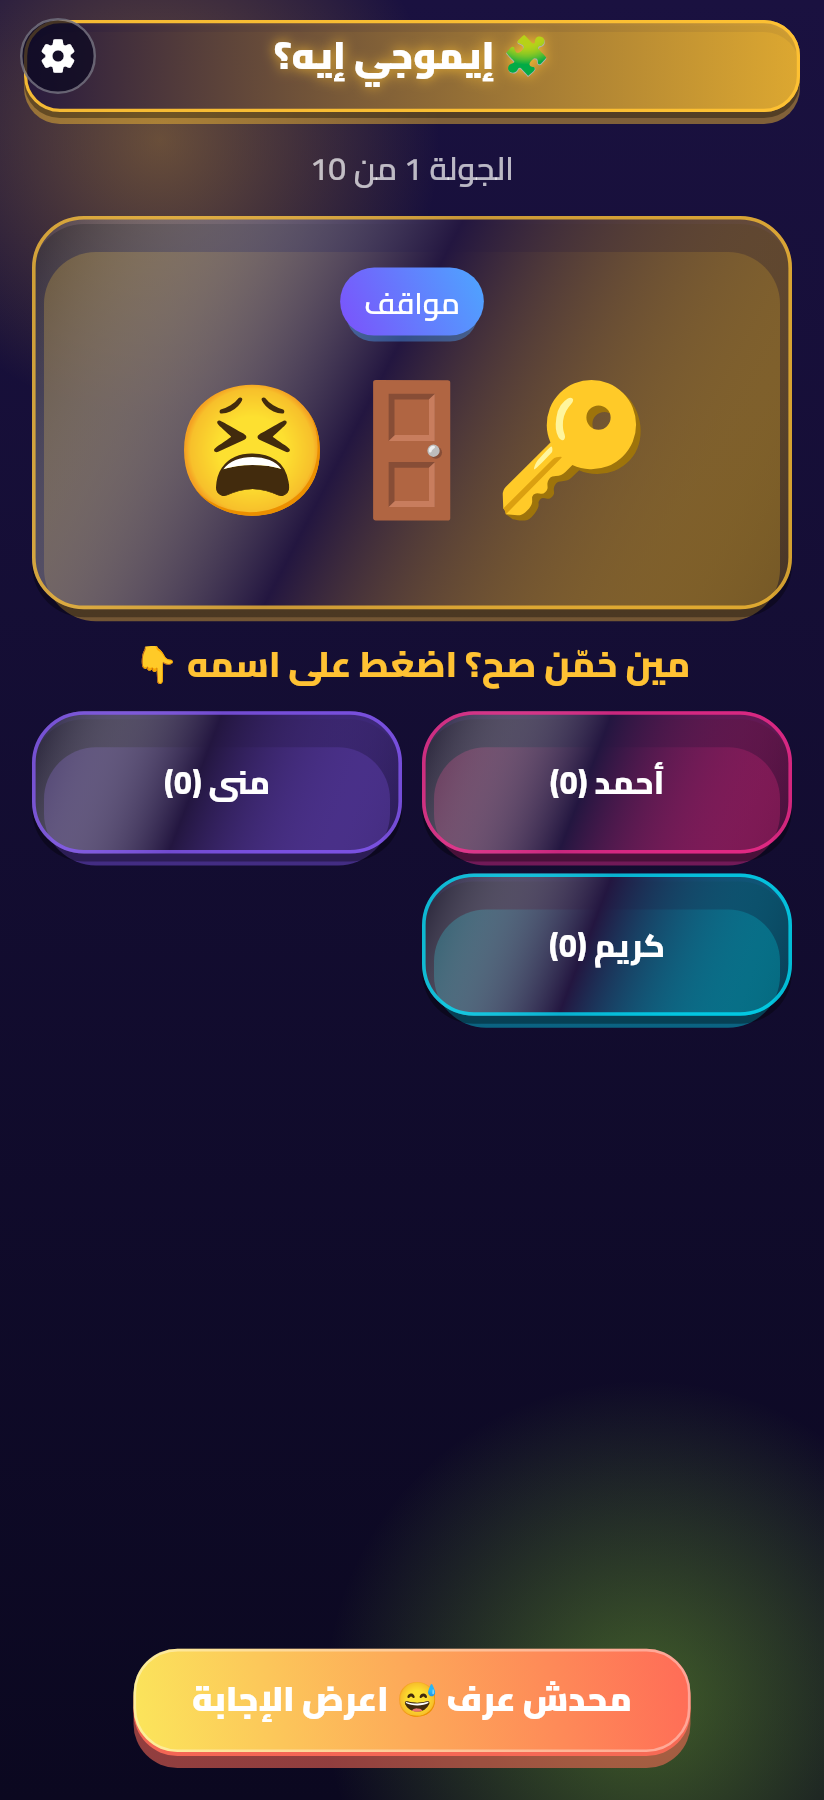 🧩 إيموجي إيه؟
الجولة 1 من 10
مواقف
مين خمّن صح؟ اضغط على اسمه 👇
أحمد (0)
منى (0)
كريم (0)
محدش عرف 😅 اعرض الإجابة